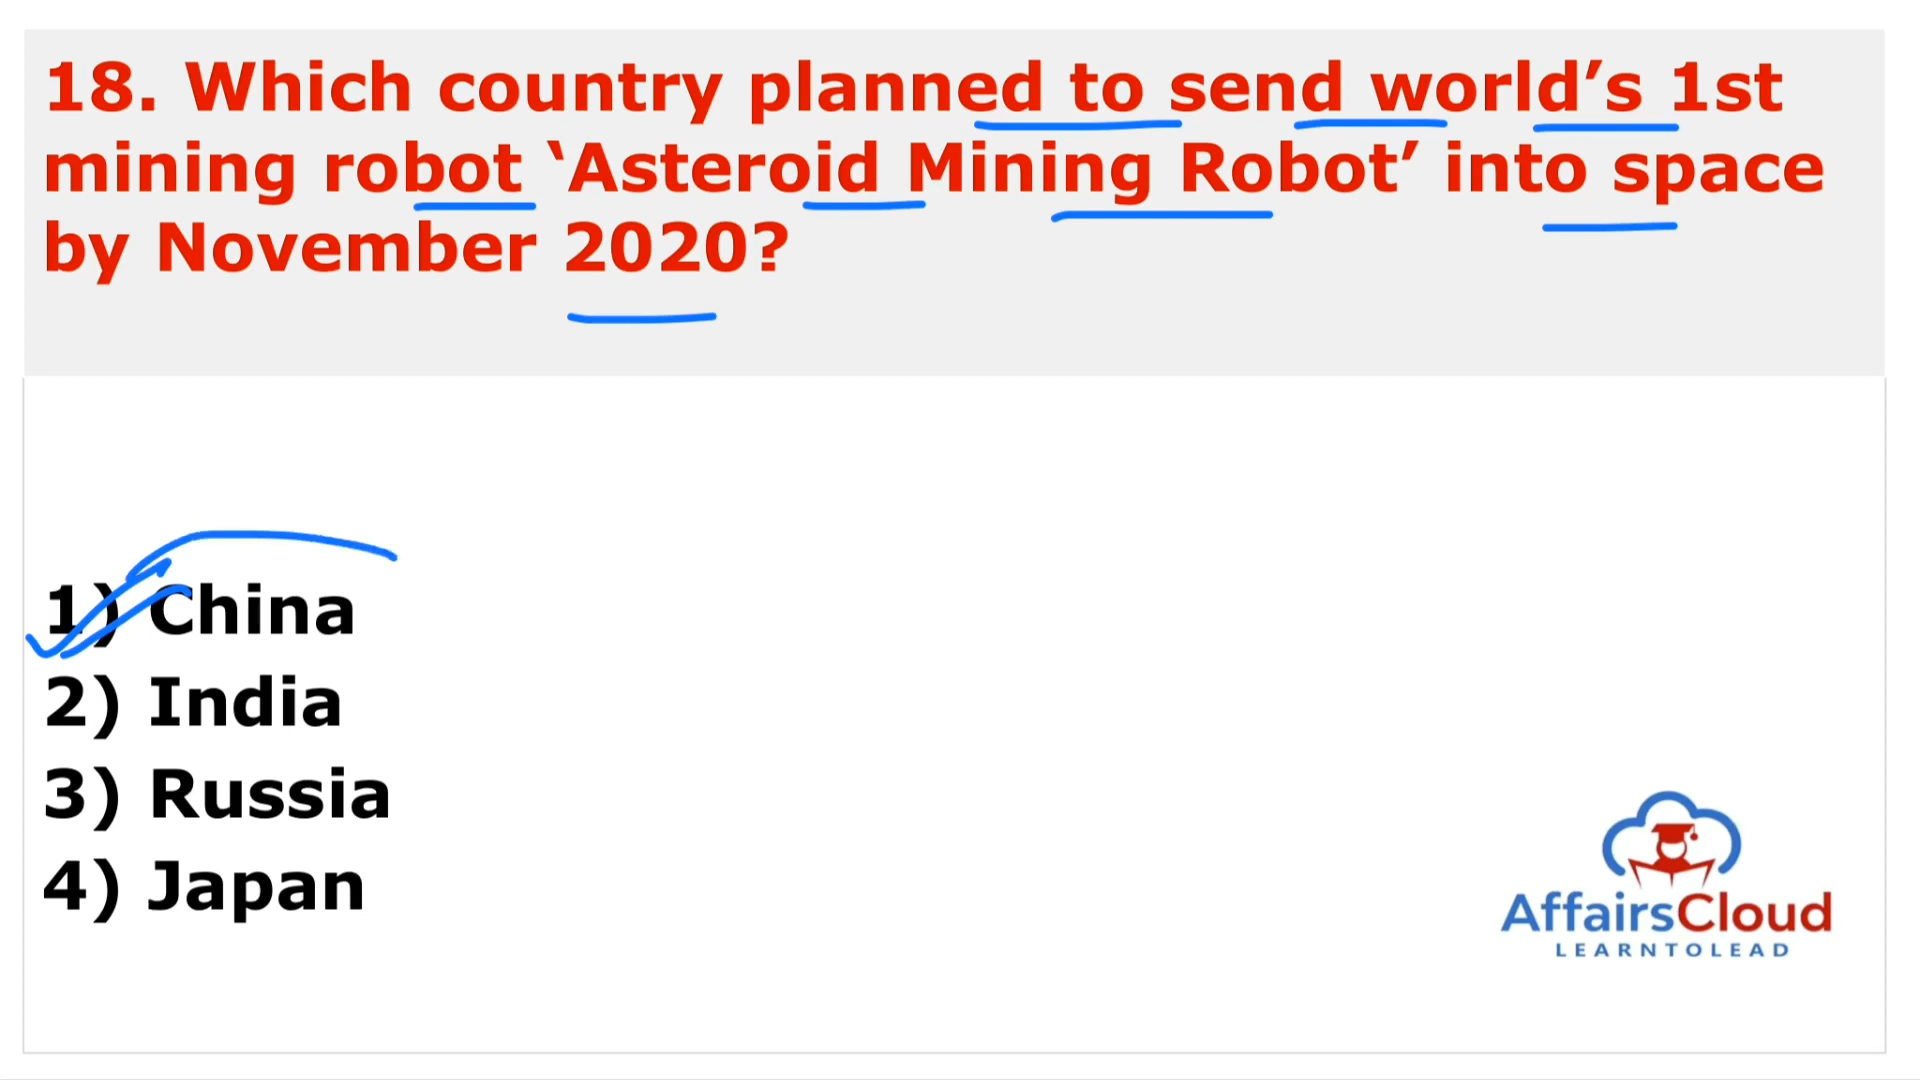 18. Which country planned to send world’s 1st
mining robot ‘Asteroid Mining Robot’ into space
by November 2020?
1) China
2) India
3) Russia
4) Japan
AffairsCloud
LEARNTOLEAD